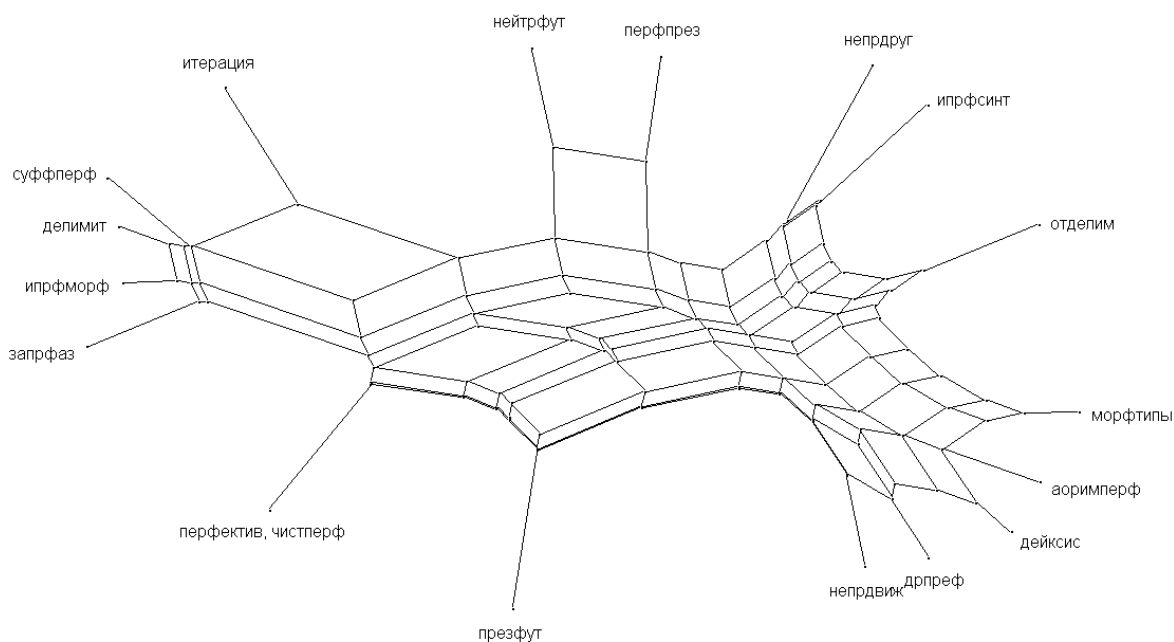 нейтрфут
перфпрез
непрдруг
итерация
ипрфсинт
суффперф
делимит
отделим
ипрфморф
запрфаз
морфтипы
аоримперф
перфектив, чистперф
дейксис
дрпреф
непрдвиж
презфут